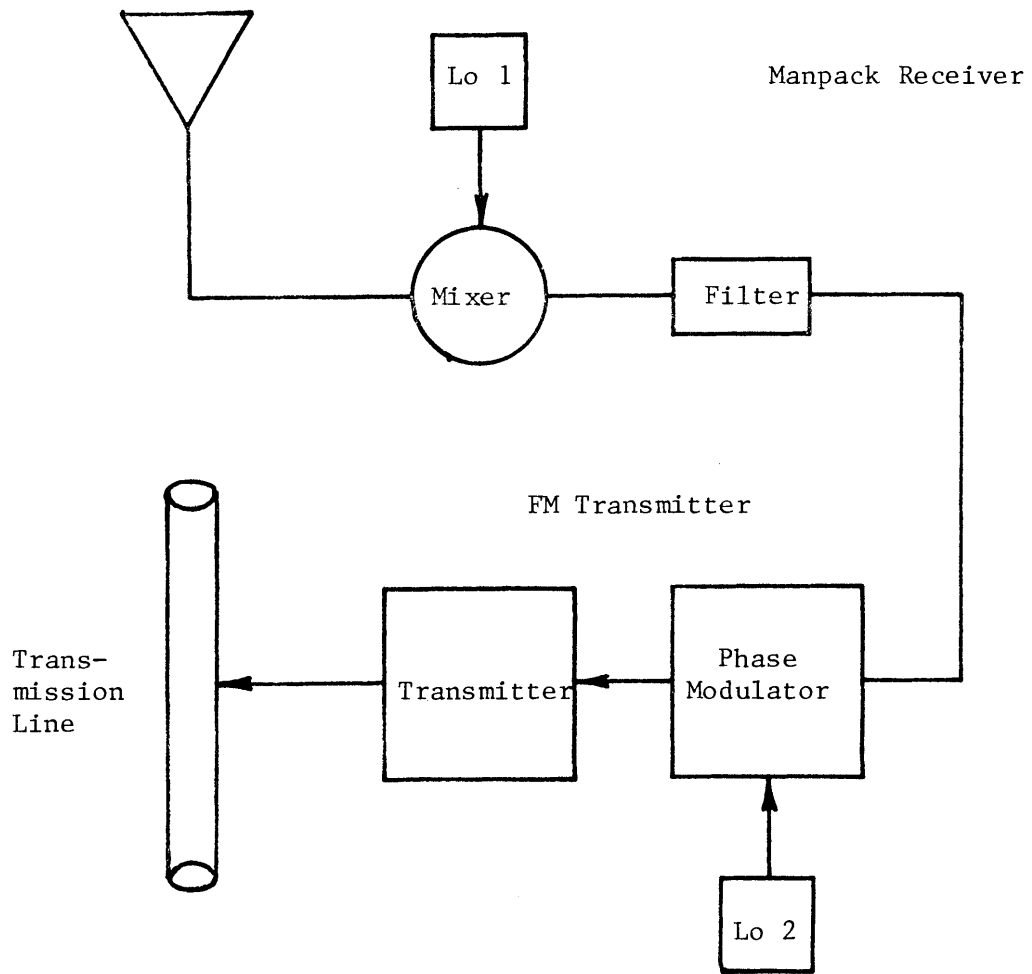 Lo 1
Manpack Receiver
Mixer
Filter
FM Transmitter
Trans-
mission
Line
Transmitter
Phase
Modulator
Lo 2